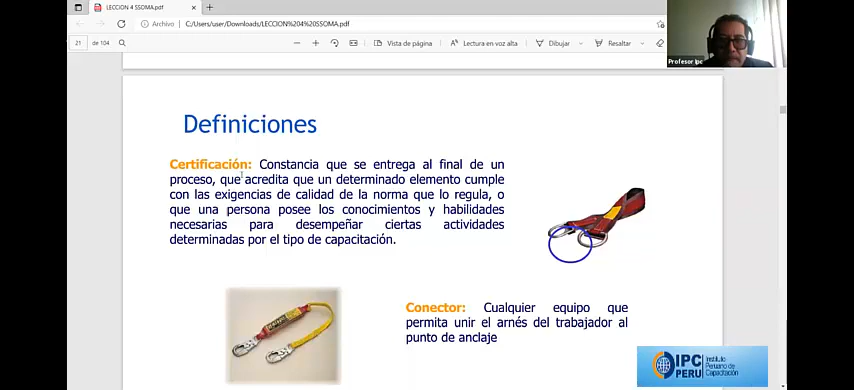 LECCION 4 SSOMA.pdf
Archivo
C:/Users/user/Downloads/LECCION%204%20SSOMA.pdf
21 de 104
Vista de página
Lectura en voz alta
Dibujar
Resaltar
Profesor Ipc
Definiciones
Certificación: Constancia que se entrega al final de un
proceso, que acredita que un determinado elemento cumple
con las exigencias de calidad de la norma que lo regula, o
que una persona posee los conocimientos y habilidades
necesarias para desempeñar ciertas actividades
determinadas por el tipo de capacitación.
Conector: Cualquier equipo que
permita unir el arnés del trabajador al
punto de anclaje
IPC
PERU
Instituto
Peruano de
Capacitación